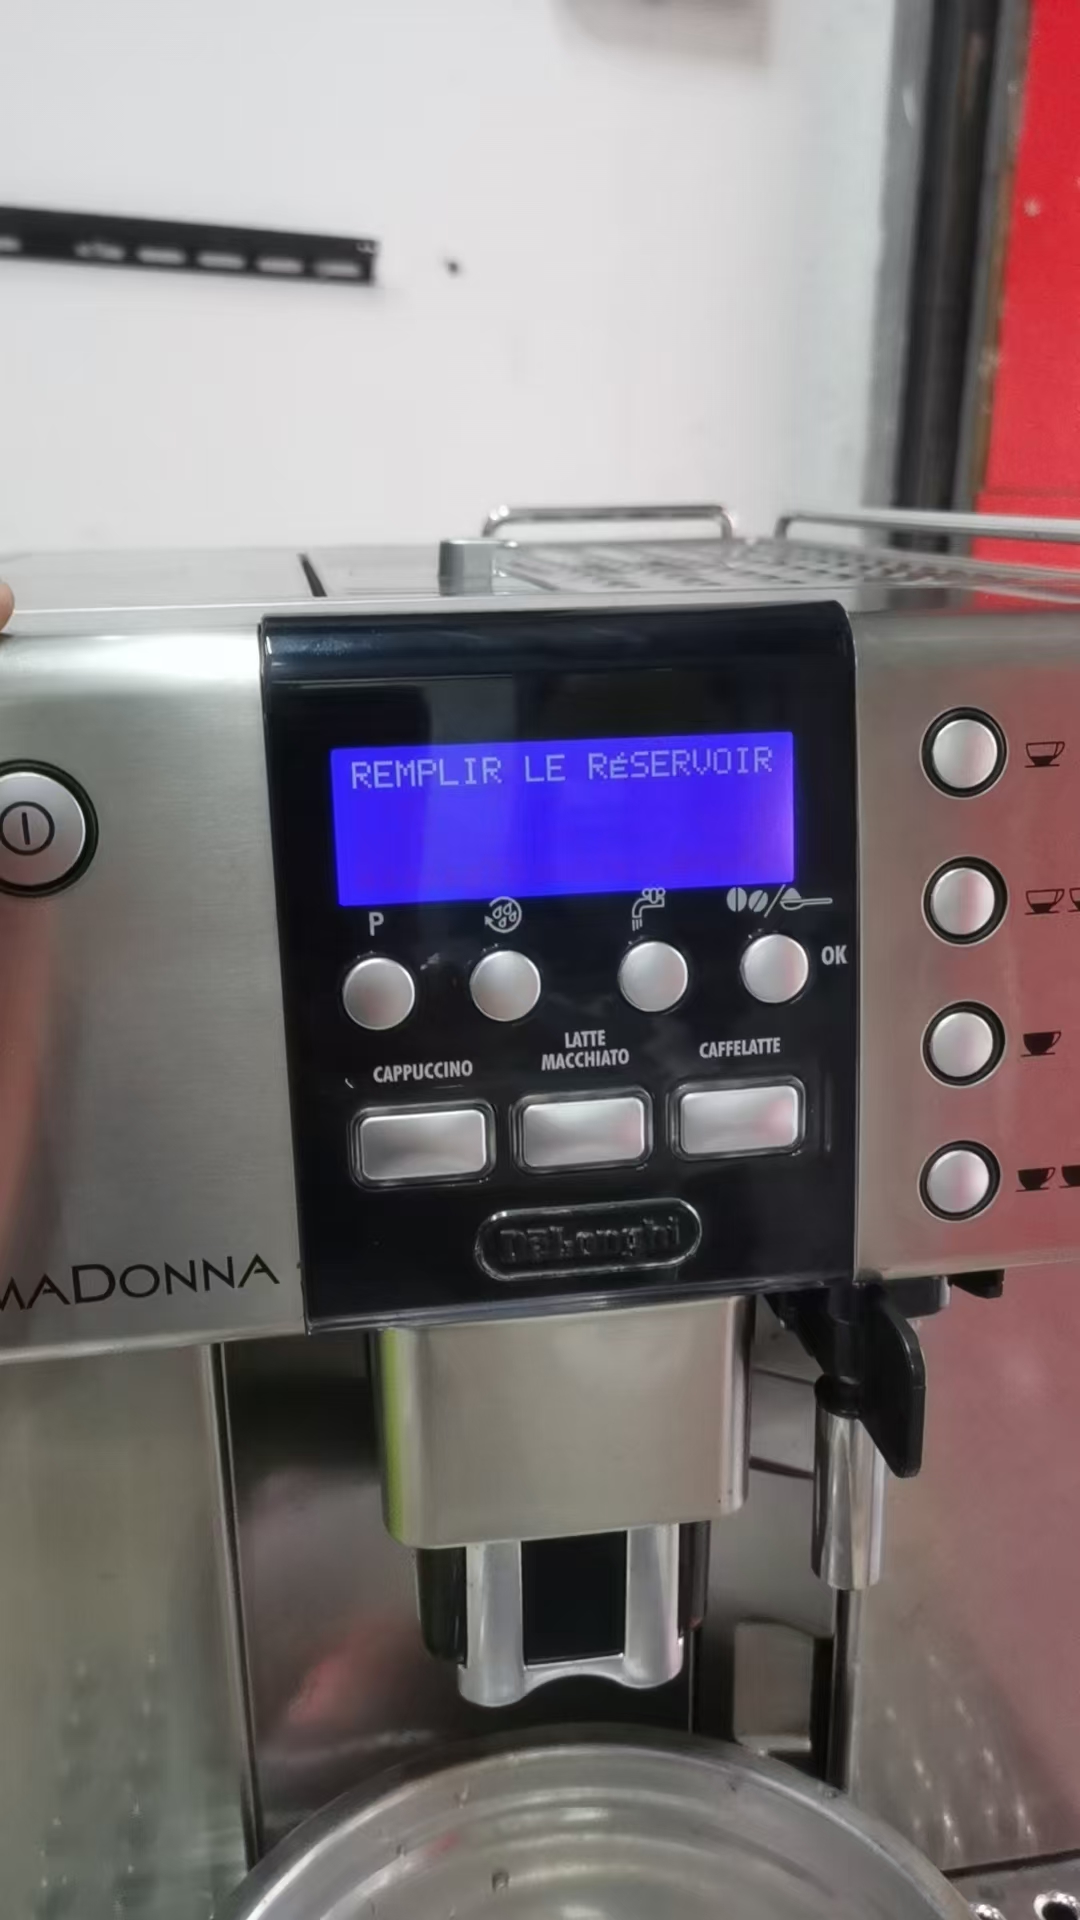 REMPLIR LE RÉSERVOIR
P
OK
CAPPUCCINO
LATTE
MACCHIATO
CAFFELATTE
DeLonghi
MADONNA